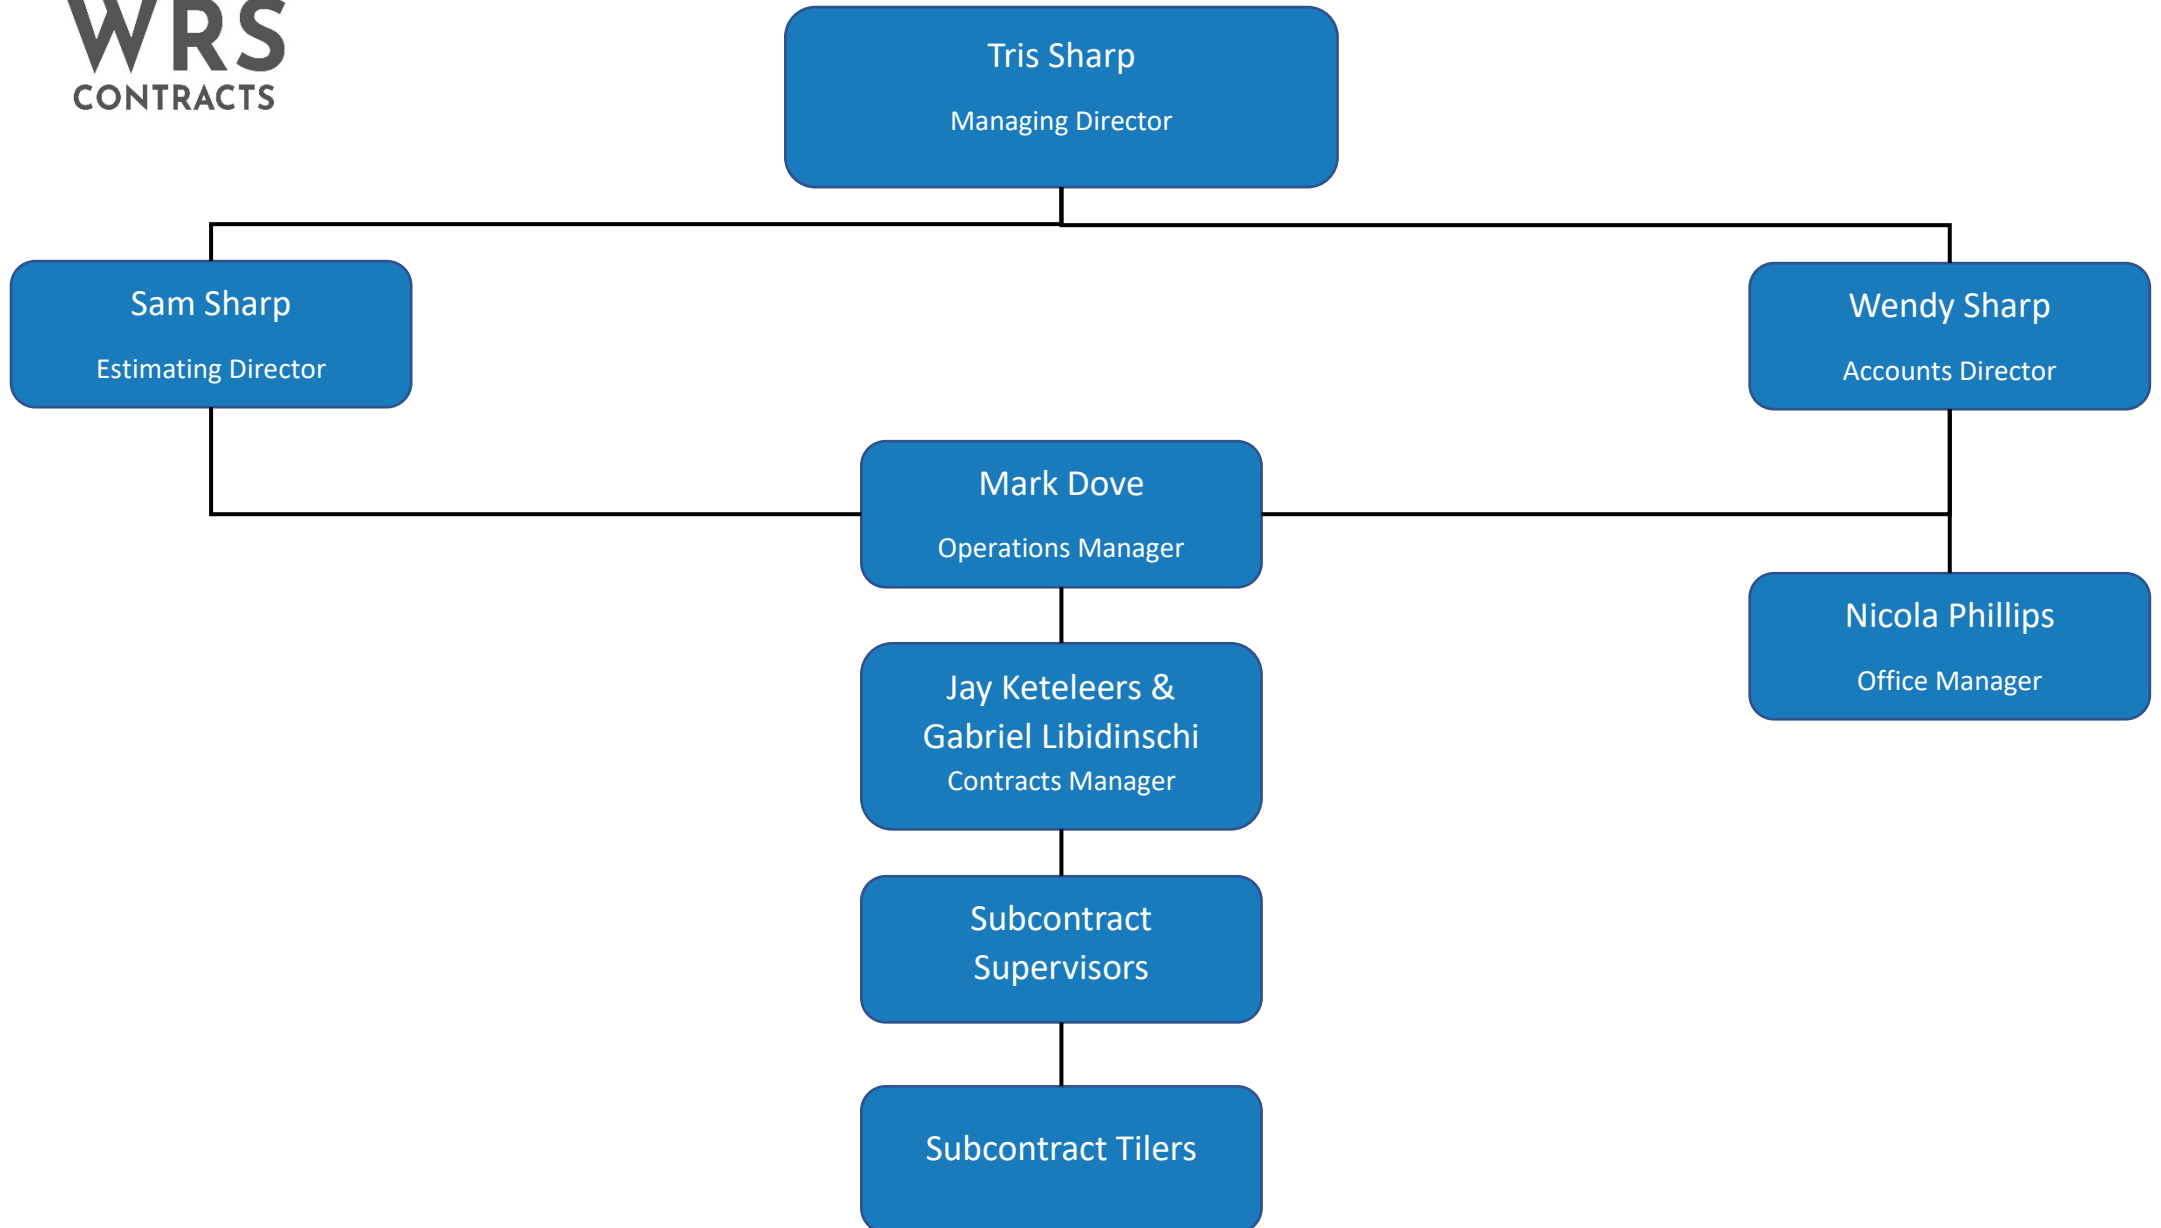 WRS
CONTRACTS
Tris Sharp
Managing Director
Sam Sharp
Estimating Director
Wendy Sharp
Accounts Director
Mark Dove
Operations Manager
Nicola Phillips
Office Manager
Jay Keteleers &
Gabriel Libidinschi
Contracts Manager
Subcontract
Supervisors
Subcontract Tilers